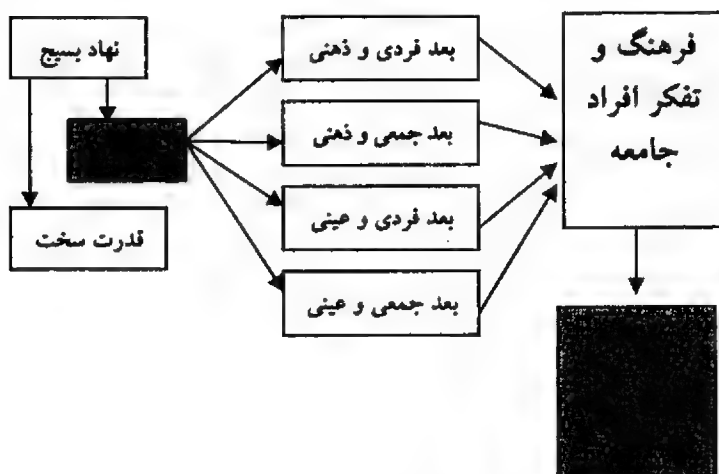 نهاد بسیج
قدرت سخت
بعد فردی و ذهنی
بعد جمعی و ذهنی
بعد فردی و عینی
بعد جمعی و عینی
فرهنگ و
تفکر افراد
جامعه